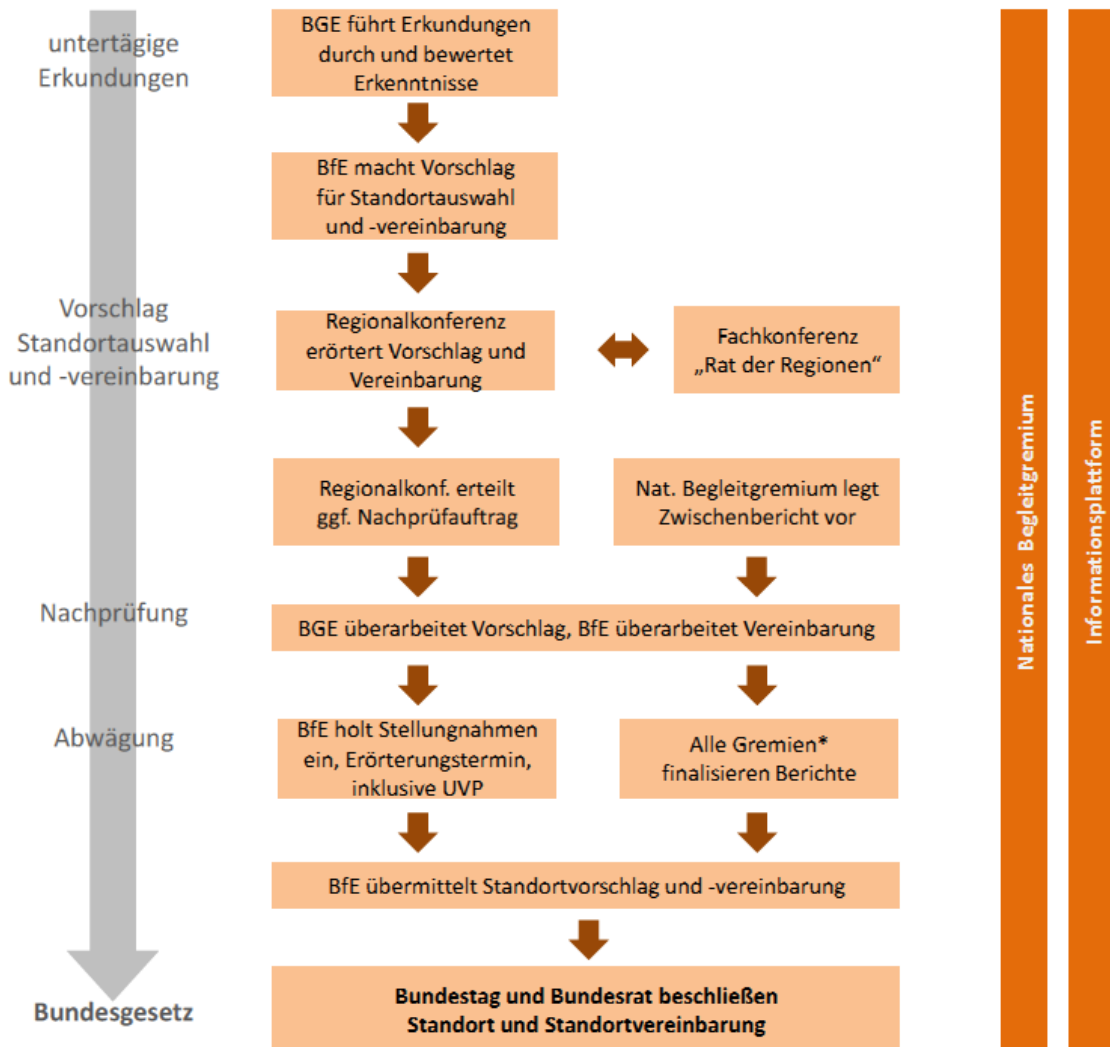 untertägige
Erkundungen
BGE führt Erkundungen
durch und bewertet
Erkenntnisse
BfE macht Vorschlag
für Standortauswahl
und -vereinbarung
Vorschlag
Standortauswahl
und -vereinbarung
Regionalkonferenz
erörtert Vorschlag und
Vereinbarung
Fachkonferenz
„Rat der Regionen“
Regionalkonf. erteilt
ggf. Nachprüfauftrag
Nat. Begleitgremium legt
Zwischenbericht vor
Nachprüfung
BGE überarbeitet Vorschlag, BfE überarbeitet Vereinbarung
Abwägung
BfE holt Stellungnahmen
ein, Erörterungstermin,
inklusive UVP
Alle Gremien*
finalisieren Berichte
BfE übermittelt Standortvorschlag und -vereinbarung
Bundesgesetz
Bundestag und Bundesrat beschließen
Standort und Standortvereinbarung
Nationales Begleitgremium
Informationsplattform